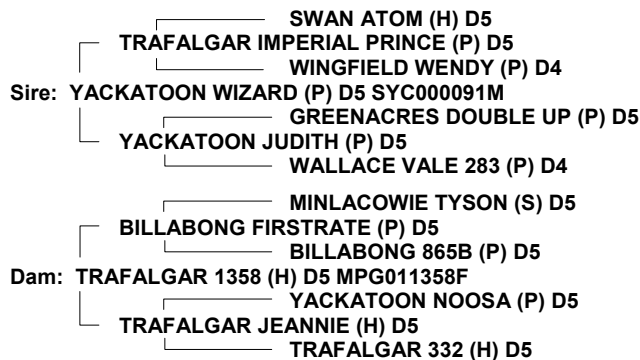 SWAN ATOM (H) D5
TRAFALGAR IMPERIAL PRINCE (P) D5
WINGFIELD WENDY (P) D4
Sire: YACKATOON WIZARD (P) D5 SYC000091M
GREENACRES DOUBLE UP (P) D5
YACKATOON JUDITH (P) D5
WALLACE VALE 283 (P) D4
MINLACOWIE TYSON (S) D5
BILLABONG FIRSTRATE (P) D5
BILLABONG 865B (P) D5
Dam: TRAFALGAR 1358 (H) D5 MPG011358F
YACKATOON NOOSA (P) D5
TRAFALGAR JEANNIE (H) D5
TRAFALGAR 332 (H) D5